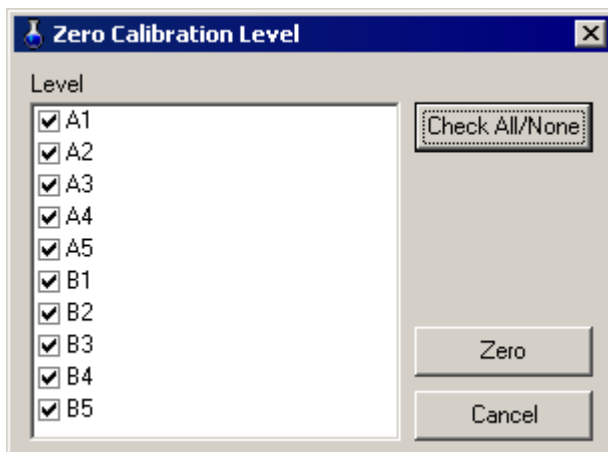 Zero Calibration Level
Level
A1
A2
A3
A4
A5
B1
B2
B3
B4
B5
Check All/None
Zero
Cancel